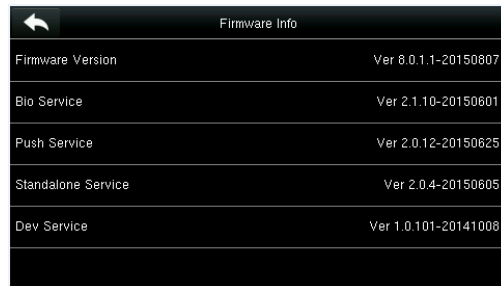 Firmware Info
Firmware Version Ver 8.0.1.1-20150807
Bio Service Ver 2.1.10-20150601
Push Service Ver 2.0.12-20150625
Standalone Service Ver 2.0.4-20150605
Dev Service Ver 1.0.101-20141008